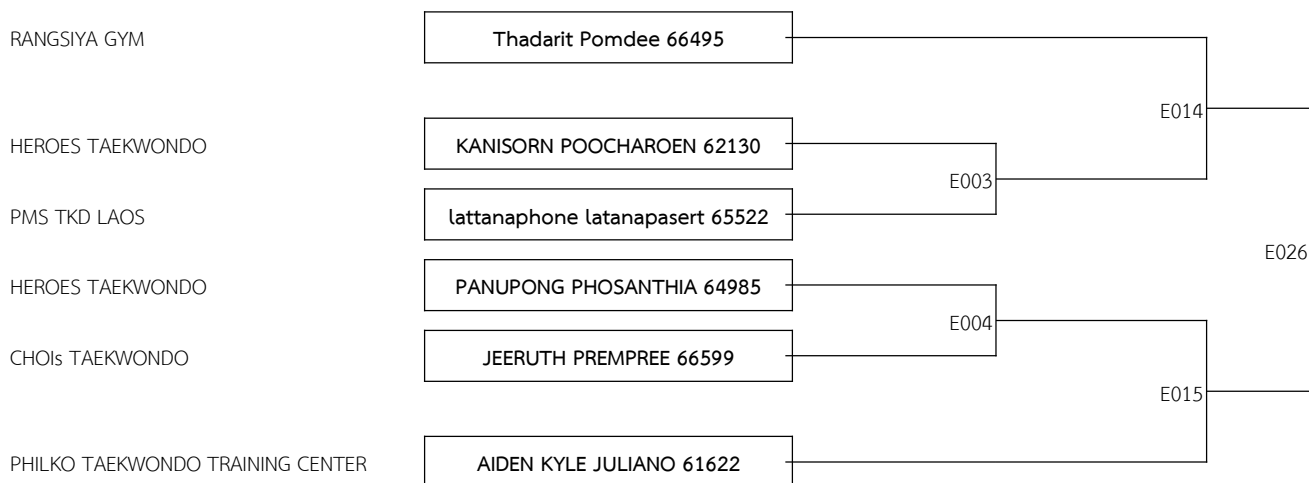 RANGSIYA GYM
Thadarit Pomdee 66495
E014
HEROES TAEKWONDO
KANISORN POOCHAROEN 62130
E003
PMS TKD LAOS
lattanaphone latanapasert 65522
E026
HEROES TAEKWONDO
PANUPONG PHOSANTHIA 64985
E004
CHOIs TAEKWONDO
JEERUTH PREMPREE 66599
E015
PHILKO TAEKWONDO TRAINING CENTER
AIDEN KYLE JULIANO 61622